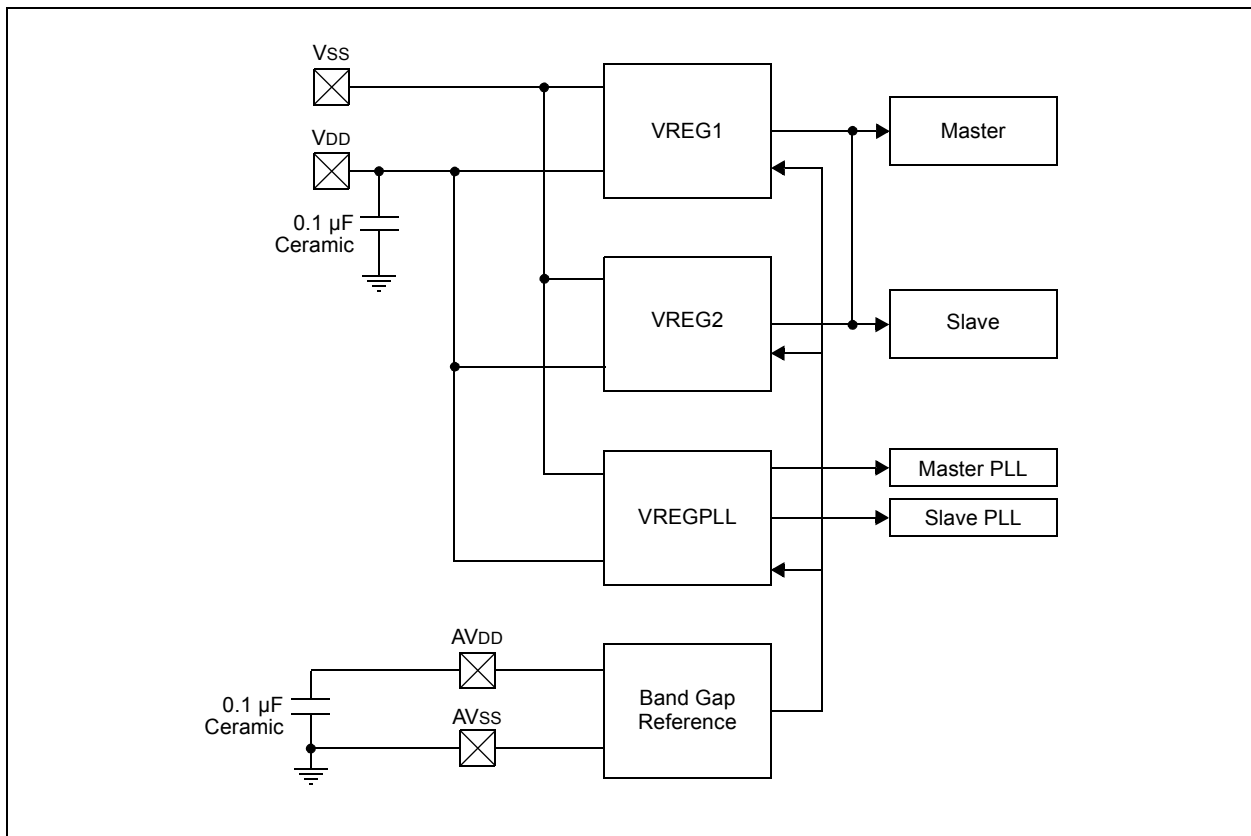 VSS
VREG1
Master
VDD
0.1 µF
Ceramic
VREG2
Slave
VREGPLL
Master PLL
Slave PLL
AVDD
Band Gap
Reference
0.1 µF
Ceramic
AVSS